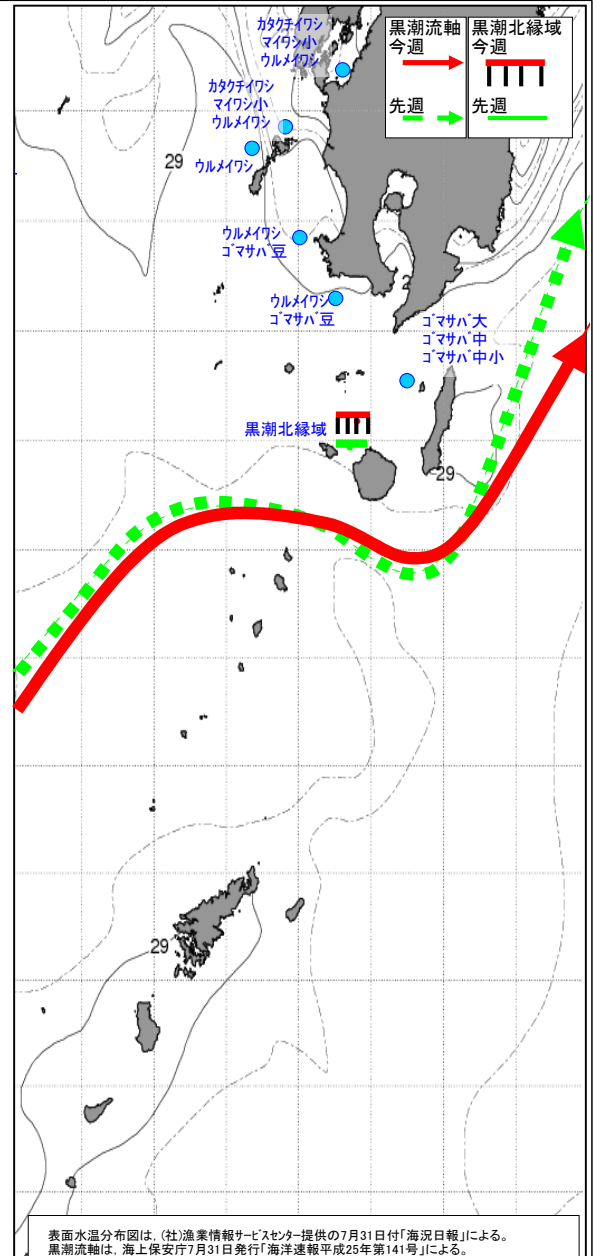 黒潮流軸
今週
先週
黒潮北縁域
今週
先週
カタクチイワシ
マイワシ小
ウルメイワシ
カタクチイワシ
マイワシ小
ウルメイワシ
29
ウルメイワシ
ウルメイワシ
ゴマサバ豆
ウルメイワシ
ゴマサバ豆
ゴマサバ大
ゴマサバ中
ゴマサバ中小
黒潮北縁域
29
29
表面水温分布図は, (社)漁業情報サービスセンター提供の7月31日付「海況日報」による。
黒潮流軸は, 海上保安庁7月31日発行「海洋速報平成25年第141号」による。